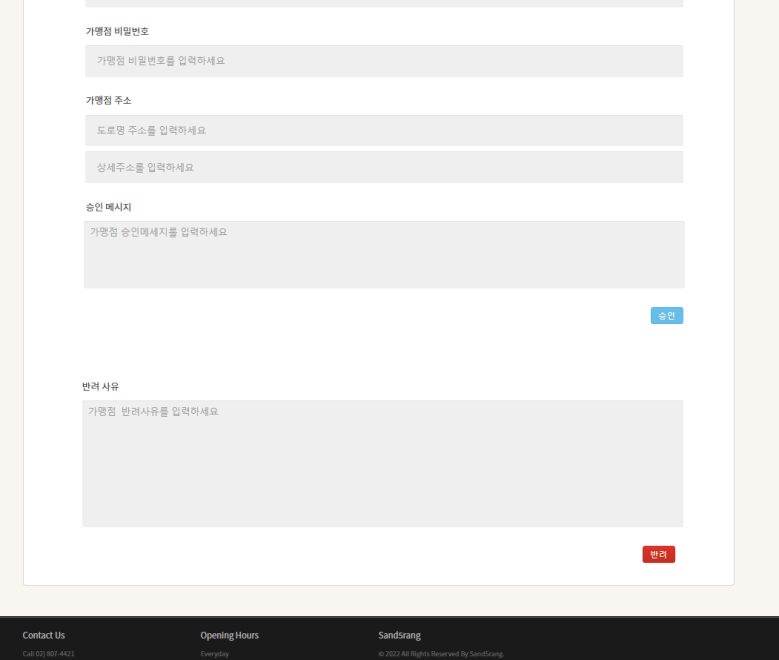 가맹점 비밀번호
가맹점 비밀번호를 입력하세요
가맹점 주소
도로명 주소를 입력하세요
상세주소를 입력하세요
승인 메시지
가맹점 승인메세지를 입력하세요
승인
반려 사유
가맹점 반려사유를 입력하세요
반려
Contact Us
Opening Hours
SandSrang
Call 02) 807-4421
Everyday
© 2022 All Rights Reserved By SandSrang.